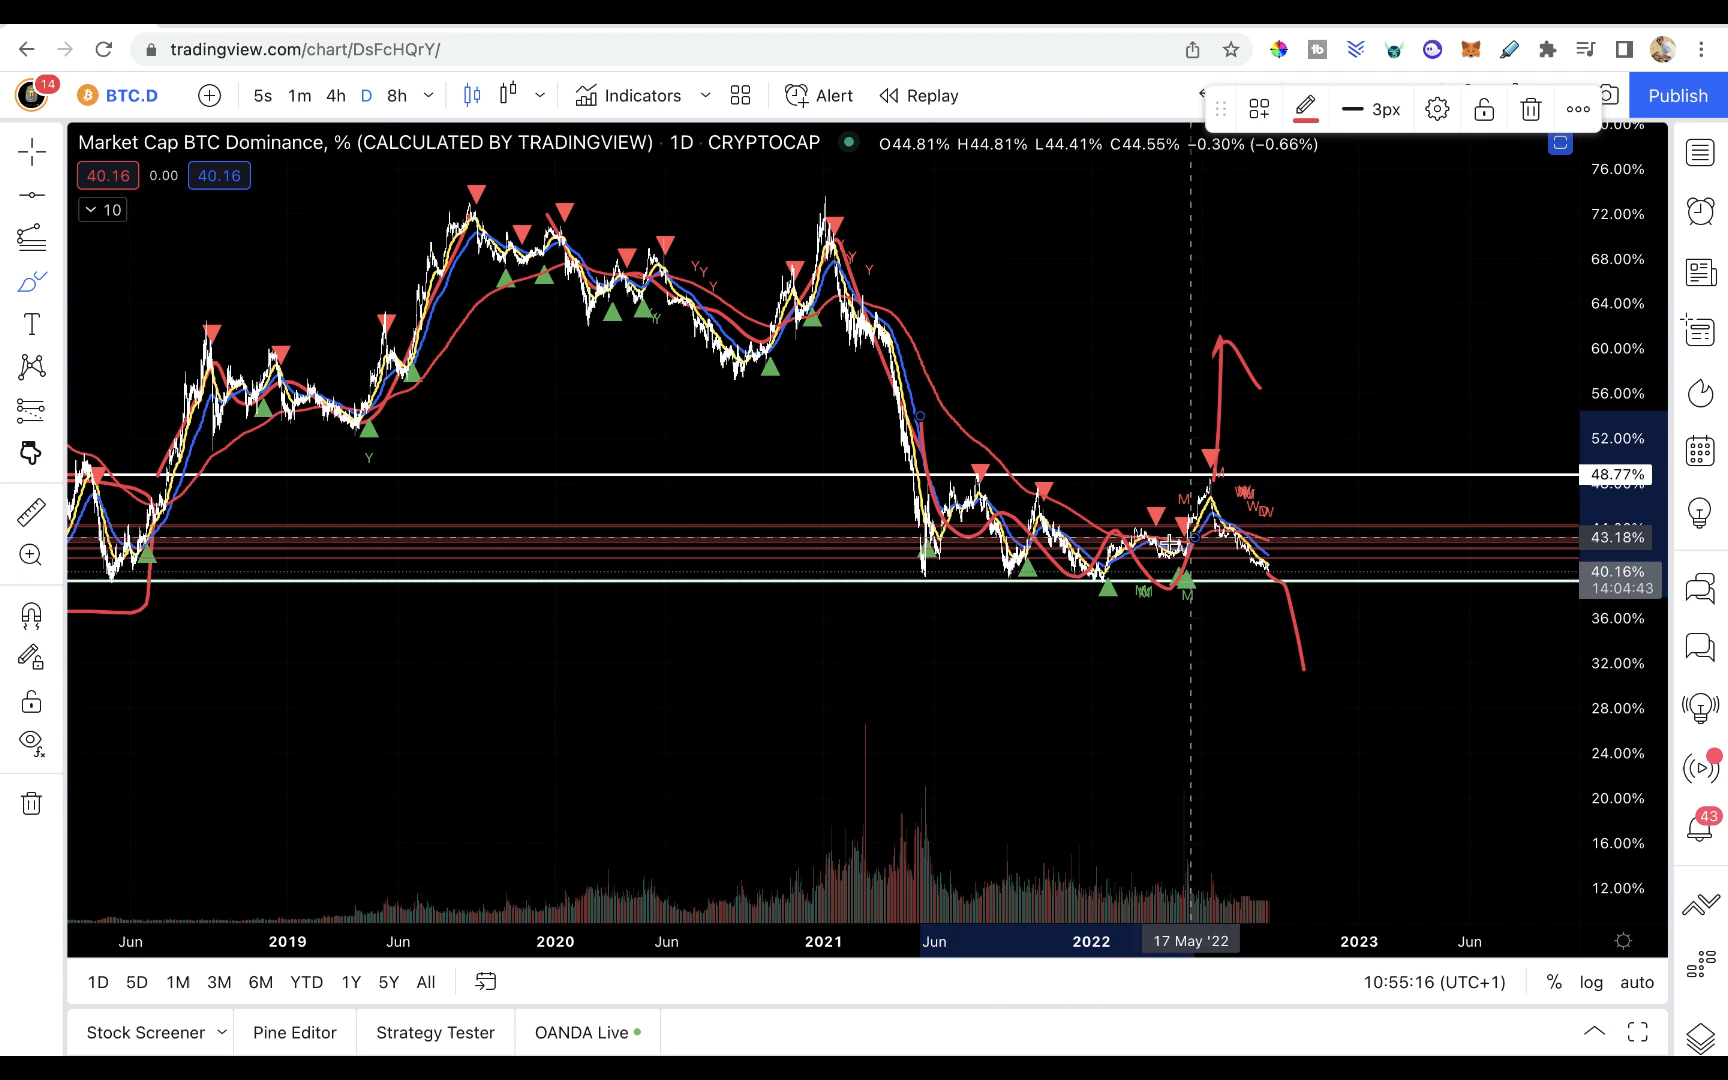 tradingview.com/chart/DsFcHQrY/
14
BTC.D
5s 1m 4h D 8h
Indicators
Alert
Replay
3px
Publish
Market Cap BTC Dominance, % (CALCULATED BY TRADINGVIEW) · 1D · CRYPTOCAP
O44.81% H44.81% L44.41% C44.55% −0.30% (−0.66%)
40.16 0.00 40.16
10
76.00%
72.00%
68.00%
64.00%
60.00%
56.00%
52.00%
48.77%
43.18%
40.16%
14:04:43
36.00%
32.00%
28.00%
24.00%
20.00%
16.00%
12.00%
43
Jun 2019 Jun 2020 Jun 2021 Jun 2022 17 May '22 2023 Jun
1D 5D 1M 3M 6M YTD 1Y 5Y All
10:55:16 (UTC+1) % log auto
Stock Screener Pine Editor Strategy Tester OANDA Live